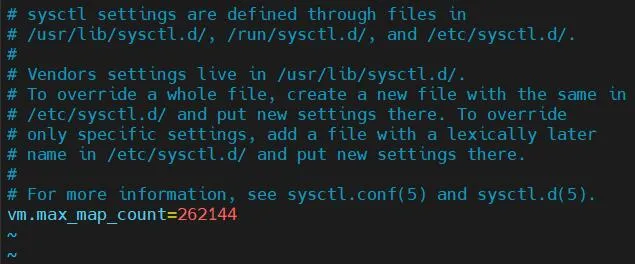 # sysctl settings are defined through files in
# /usr/lib/sysctl.d/, /run/sysctl.d/, and /etc/sysctl.d/.
#
# Vendors settings live in /usr/lib/sysctl.d/.
# To override a whole file, create a new file with the same in
# /etc/sysctl.d/ and put new settings there. To override
# only specific settings, add a file with a lexically later
# name in /etc/sysctl.d/ and put new settings there.
#
# For more information, see sysctl.conf(5) and sysctl.d(5).
vm.max_map_count=262144
~
~